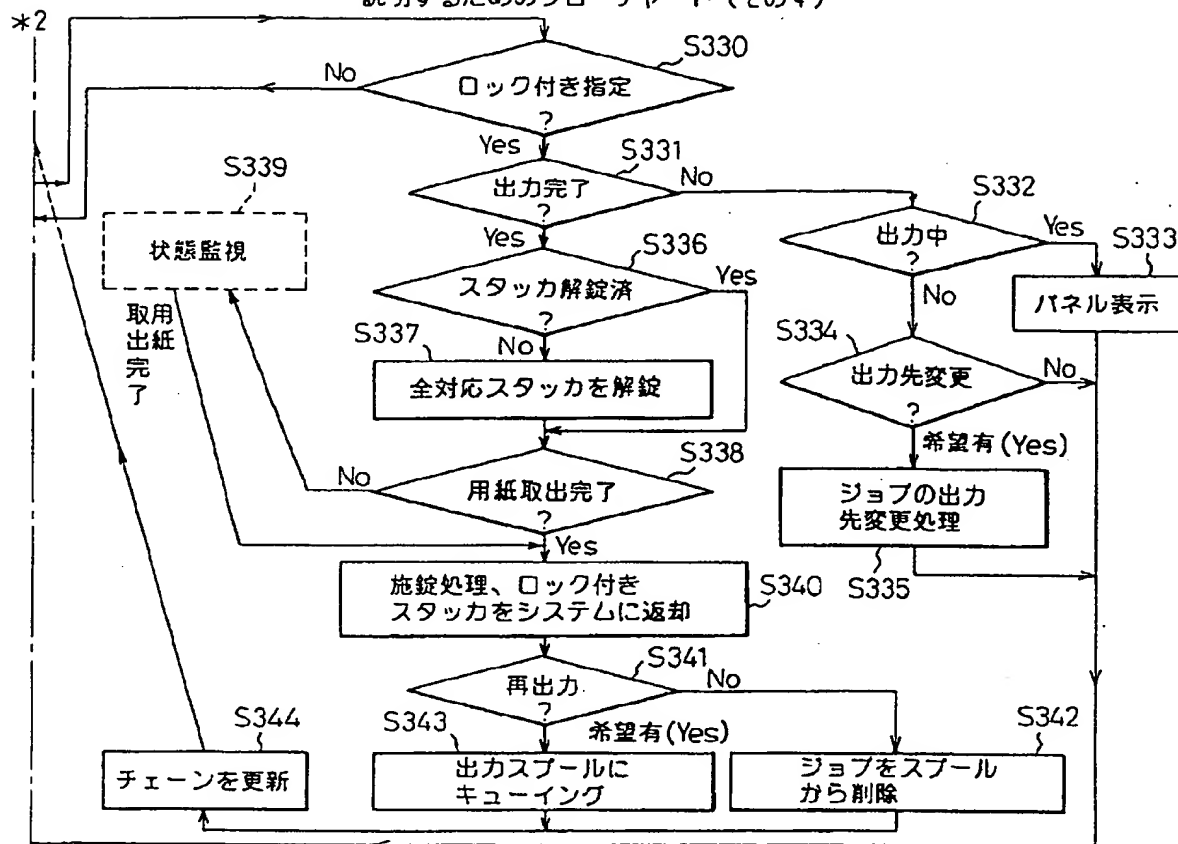 *2
S330
ロック付き指定
?
No
Yes
S331
出力完了
?
No
Yes
S332
出力中
?
Yes
No
S333
パネル表示
S334
出力先変更
?
No
希望有(Yes)
ジョブの出力
先変更処理
S335
S336
スタッカ解錠済
?
Yes
No
S337
全対応スタッカを解錠
S338
用紙取出完了
?
No
Yes
S339
状態監視
用紙
取出
完了
施錠処理、ロック付き
スタッカをシステムに返却
S340
S341
再出力
?
No
希望有(Yes)
S342
ジョブをスプール
から削除
S343
出力スプールに
キューイング
S344
チェーンを更新